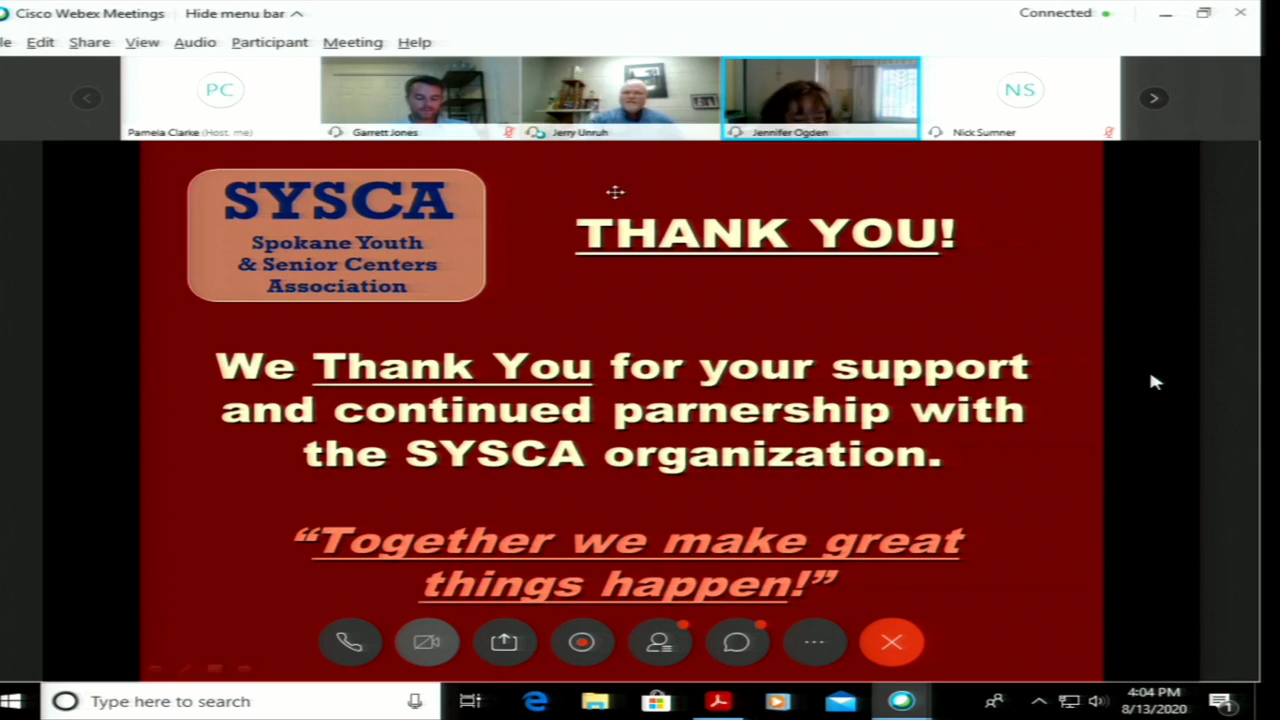 Cisco Webex Meetings
Hide menu bar
Connected
le Edit Share View Audio Participant Meeting Help
PC
NS
Pamela Clarke (Host, me)
Garrett Jones
Jerry Unruh
Jennifer Ogden
Nick Sumner
SYSCA
Spokane Youth
& Senior Centers
Association
THANK YOU!
We Thank You for your support
and continued parnership with
the SYSCA organization.
“Together we make great
things happen!”
Type here to search
4:04 PM
8/13/2020
1